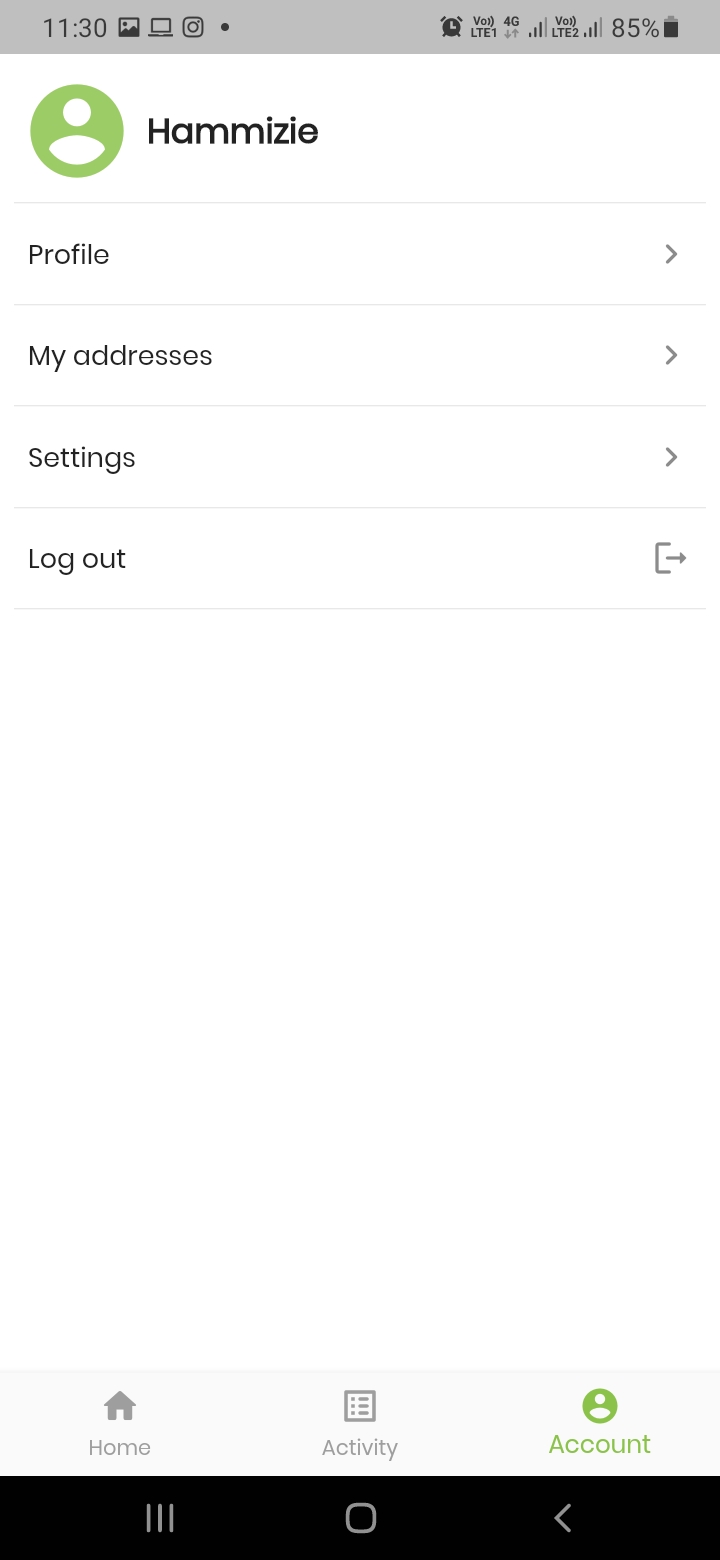 11:30 Vo)) LTE1 4G Vo)) LTE2 85%
Hammizie
Profile
My addresses
Settings
Log out
Home Activity Account